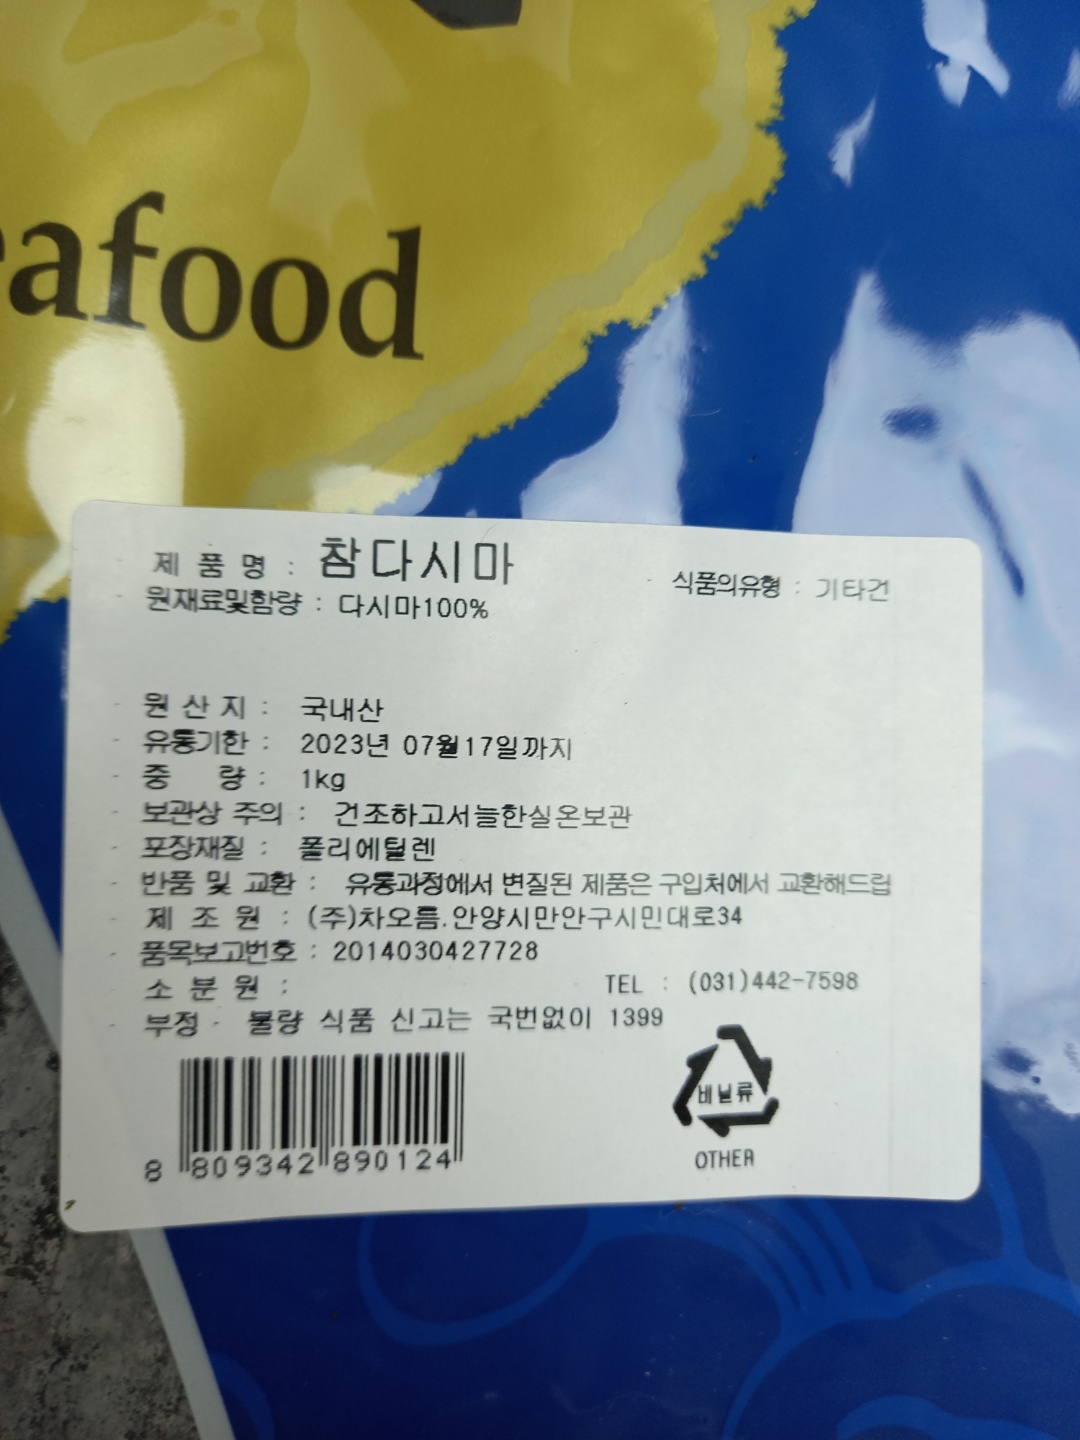 eafood
제 품 명 : 참다시마
식품의유형 : 기타건
원재료및함량 : 다시마100%
원 산 지 : 국내산
유통기한 : 2023년 07월17일까지
중 량 : 1kg
보관상 주의 : 건조하고서늘한실온보관
포장재질 : 폴리에틸렌
반품 및 교환 : 유통과정에서 변질된 제품은 구입처에서 교환해드립
제 조 원 : (주)차오름.안양시만안구시민대로34
품목보고번호 : 2014030427728
소 분 원 : TEL : (031)442-7598
부정· 불량 식품 신고는 국번없이 1399
비닐류
OTHER
8 809342 890124